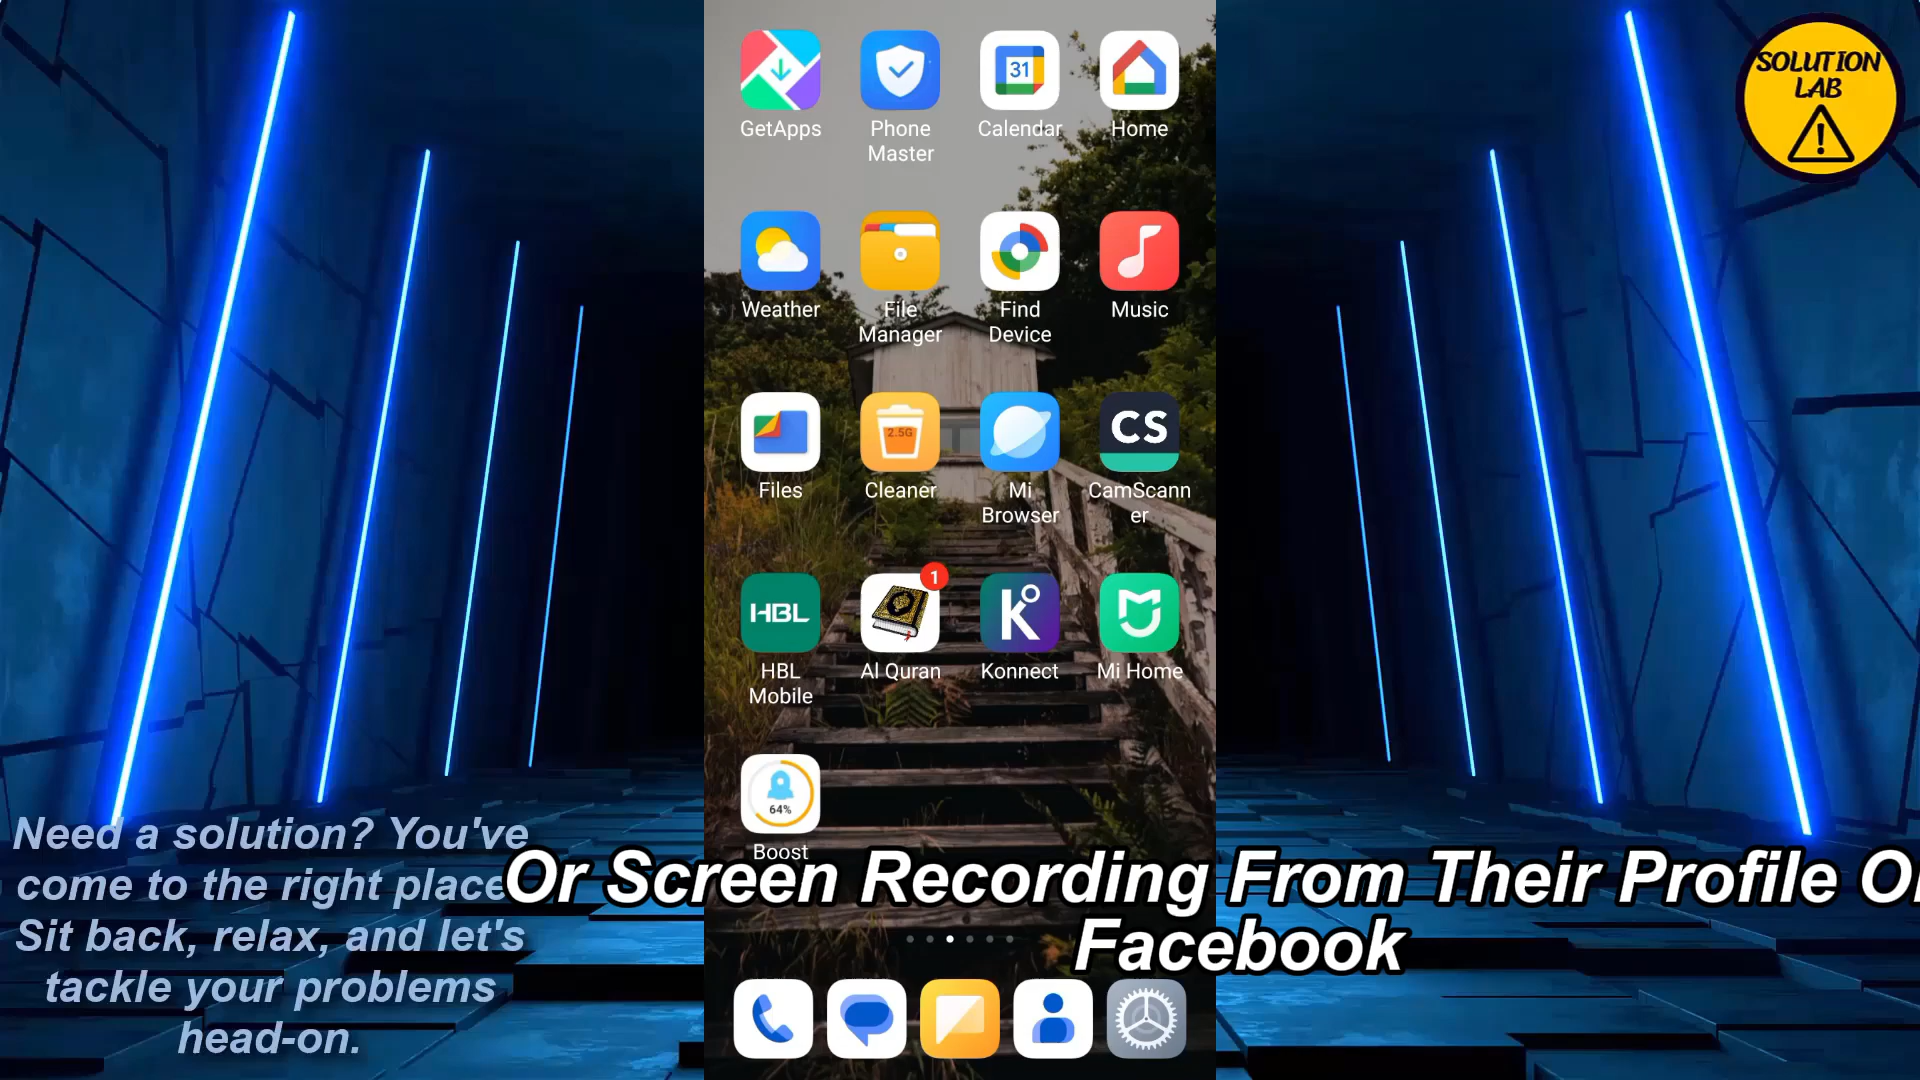 SOLUTION
LAB
31
GetApps
Phone
Master
Calendar
Home
Weather
File
Manager
Find
Device
Music
2.5G
CS
Files
Cleaner
Mi
Browser
CamScann
er
HBL
1
K
HBL
Mobile
Al Quran
Konnect
Mi Home
64%
Boost
Need a solution? You've
come to the right place
Sit back, relax, and let's
tackle your problems
head-on.
Or Screen Recording From Their Profile O
Facebook